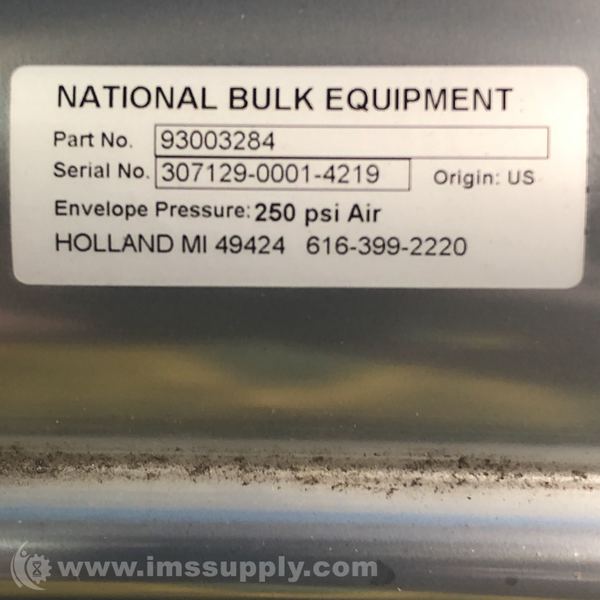 NATIONAL BULK EQUIPMENT
Part No. 93003284
Serial No. 307129-0001-4219 Origin: US
Envelope Pressure: 250 psi Air
HOLLAND MI 49424 616-399-2220
www.imssupply.com